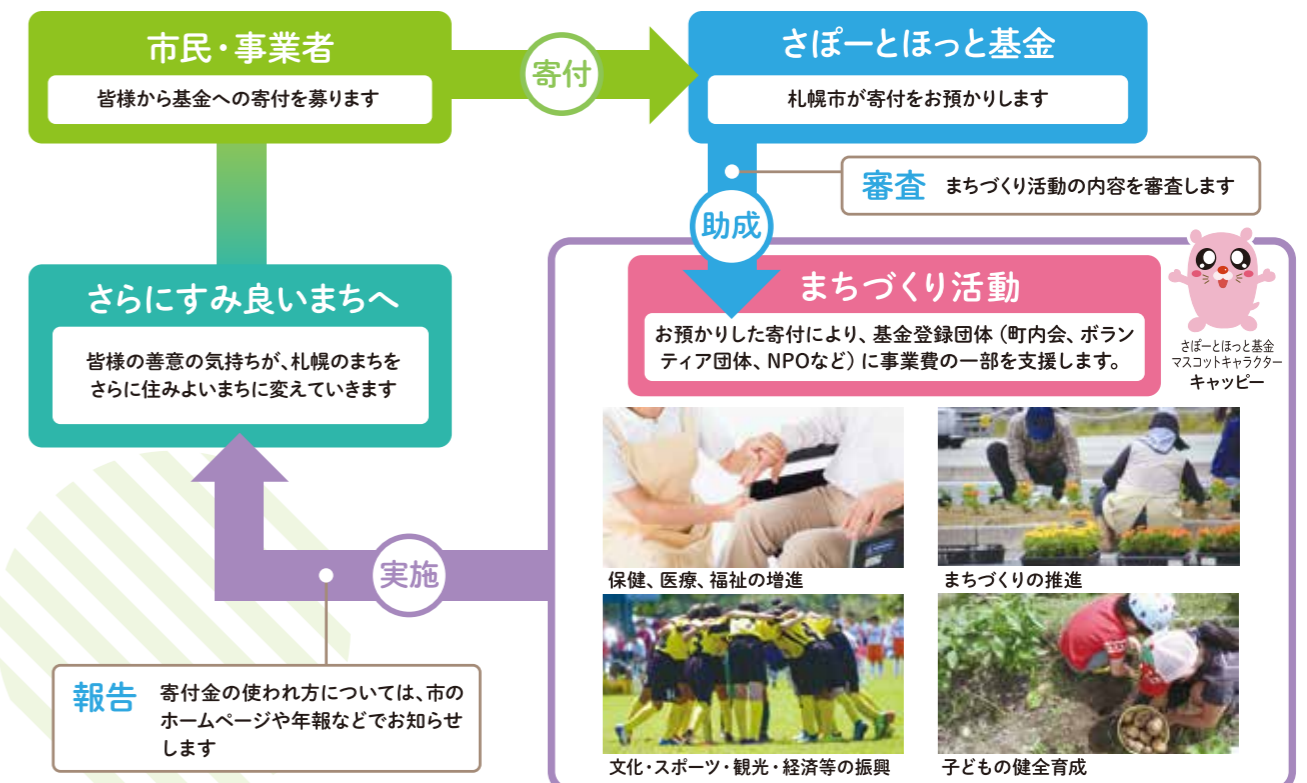 市民・事業者
皆様から基金への寄付を募ります
寄付
さぽーとほっと基金
札幌市が寄付をお預かりします
審査 まちづくり活動の内容を審査します
助成
まちづくり活動
お預かりした寄付により、基金登録団体(町内会、ボラン
ティア団体、NPOなど)に事業費の一部を支援します。
さぽーとほっと基金
マスコットキャラクター
キャッピー
さらにすみ良いまちへ
皆様の善意の気持ちが、札幌のまちを
さらに住みよいまちに変えていきます
保健、医療、福祉の増進
まちづくりの推進
文化・スポーツ・観光・経済等の振興
子どもの健全育成
実施
報告 寄付金の使われ方については、市の
ホームページや年報などでお知らせ
します